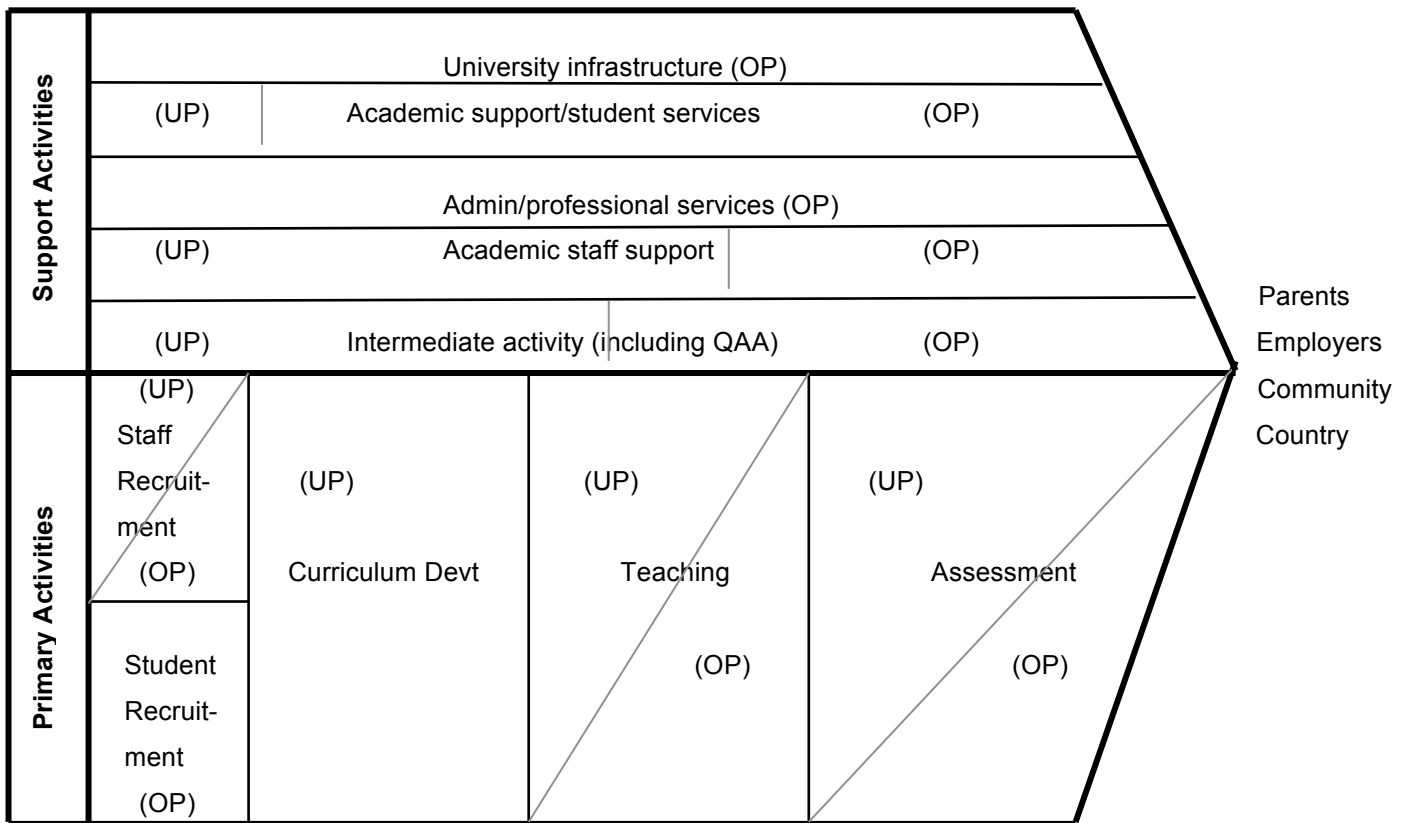 Support Activities
University infrastructure (OP)
(UP) Academic support/student services (OP)
Admin/professional services (OP)
(UP) Academic staff support (OP)
(UP) Intermediate activity (including QAA) (OP)
Primary Activities
(UP)
Staff
Recruit-
ment
(OP)
Student
Recruit-
ment
(OP)
(UP)
Curriculum Devt
(UP)
Teaching
(OP)
(UP)
Assessment
(OP)
Parents
Employers
Community
Country